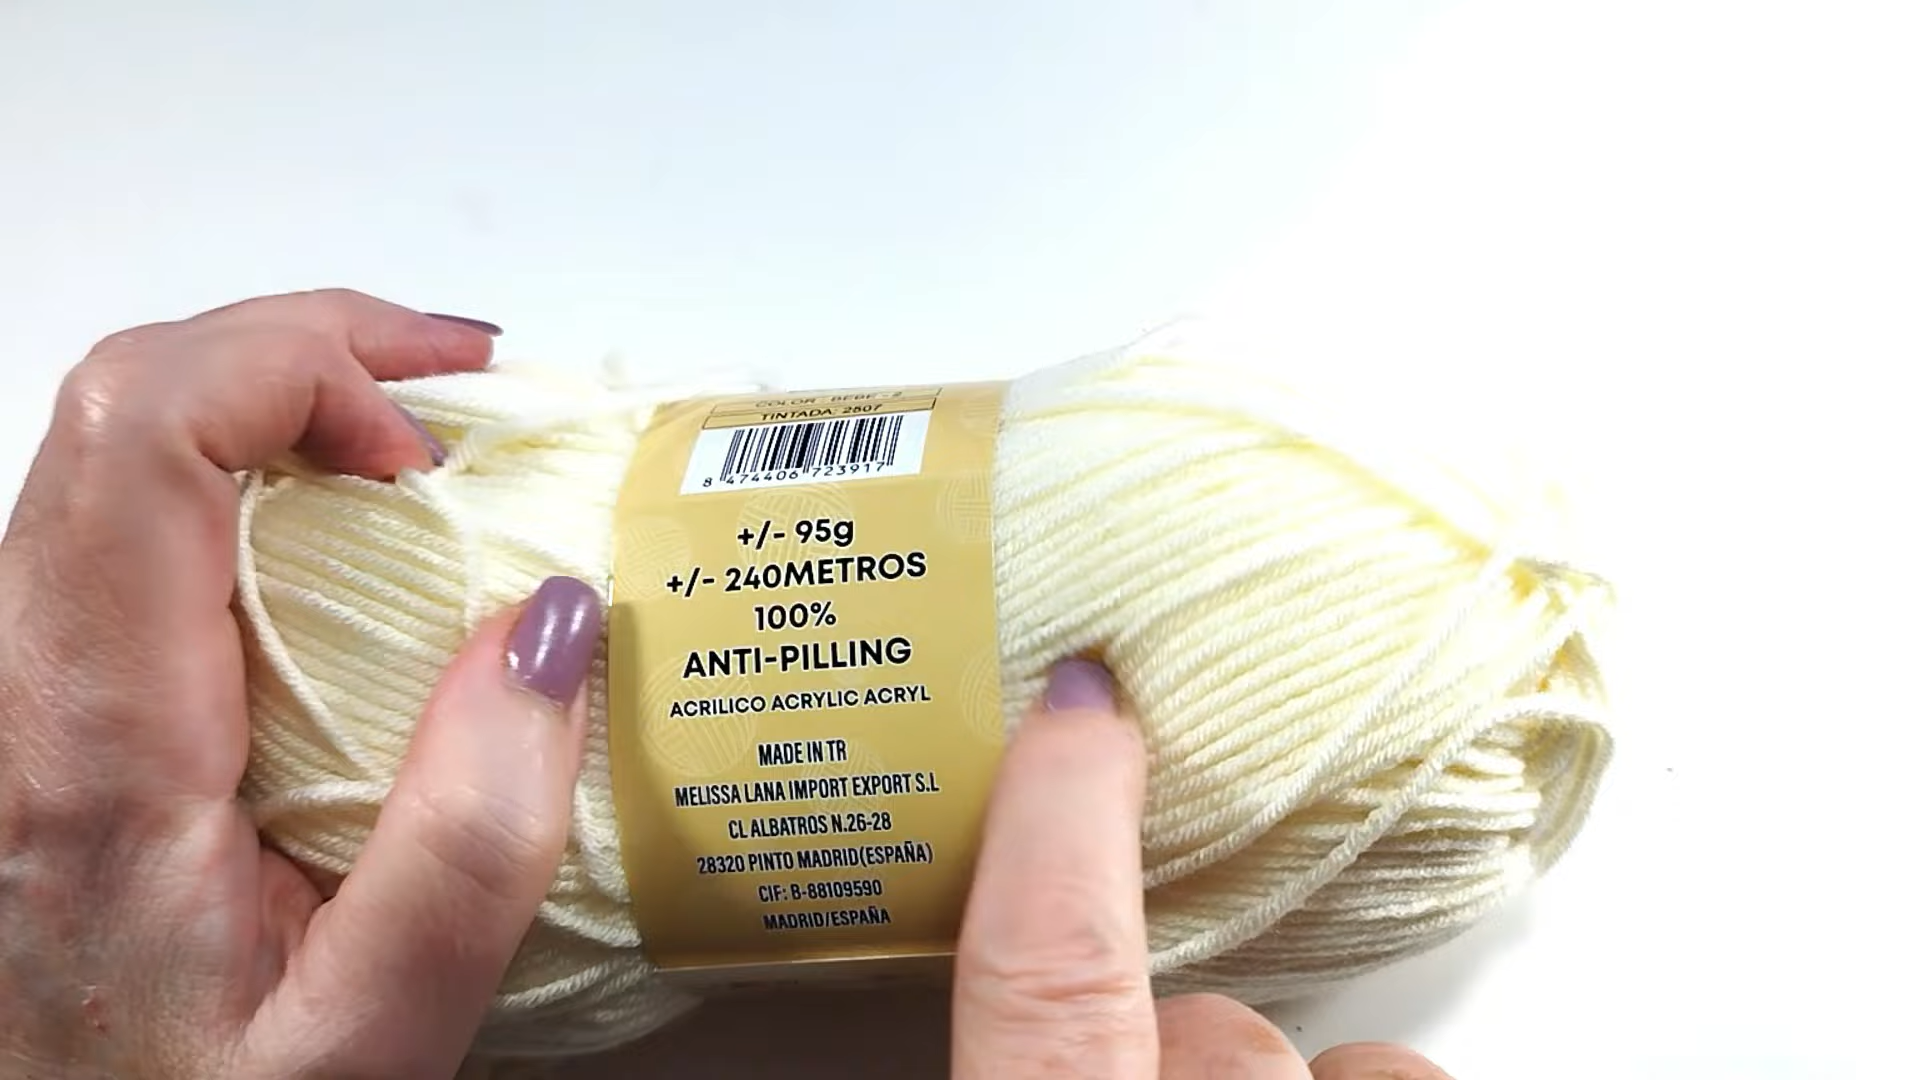 COLOR - BEBE - 2
TINTADA: 2507
8 474406 723917
+/- 95g
+/- 240METROS
100%
ANTI-PILLING
ACRILICO ACRYLIC ACRYL
MADE IN TR
MELISSA LANA IMPORT EXPORT S.L
CL ALBATROS N.26-28
28320 PINTO MADRID(ESPAÑA)
CIF: B-88109590
MADRID/ESPAÑA